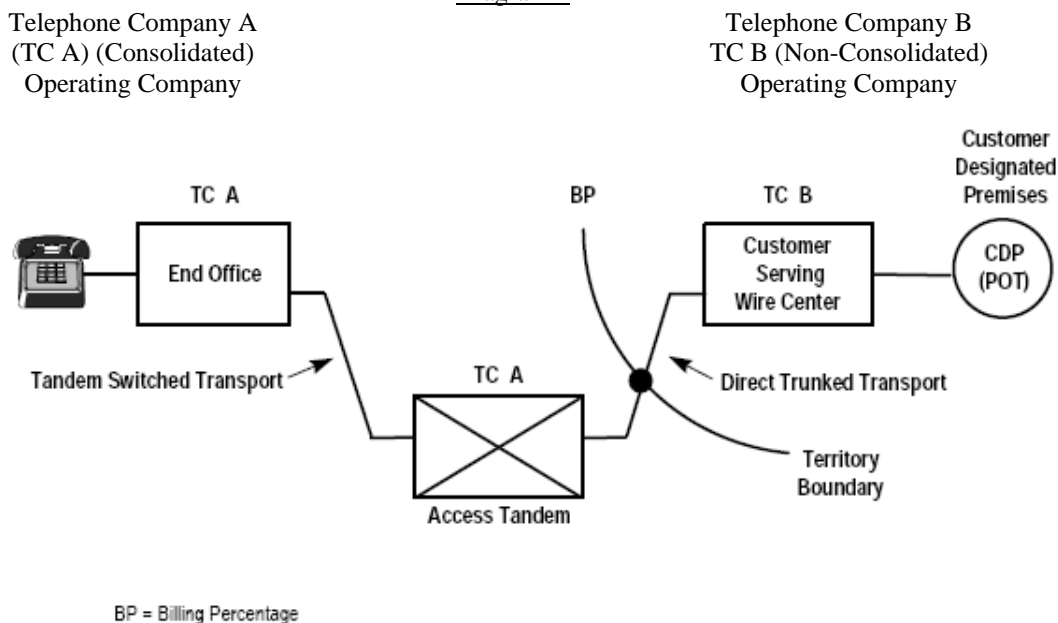 Telephone Company A
(TC A) (Consolidated)
Operating Company
Telephone Company B
TC B (Non-Consolidated)
Operating Company
Customer
Designated
Premises
TC A
BP
TC B
End Office
Customer
Serving
Wire Center
CDP
(POT)
Tandem Switched Transport
TC A
Direct Trunked Transport
Access Tandem
Territory
Boundary
BP = Billing Percentage